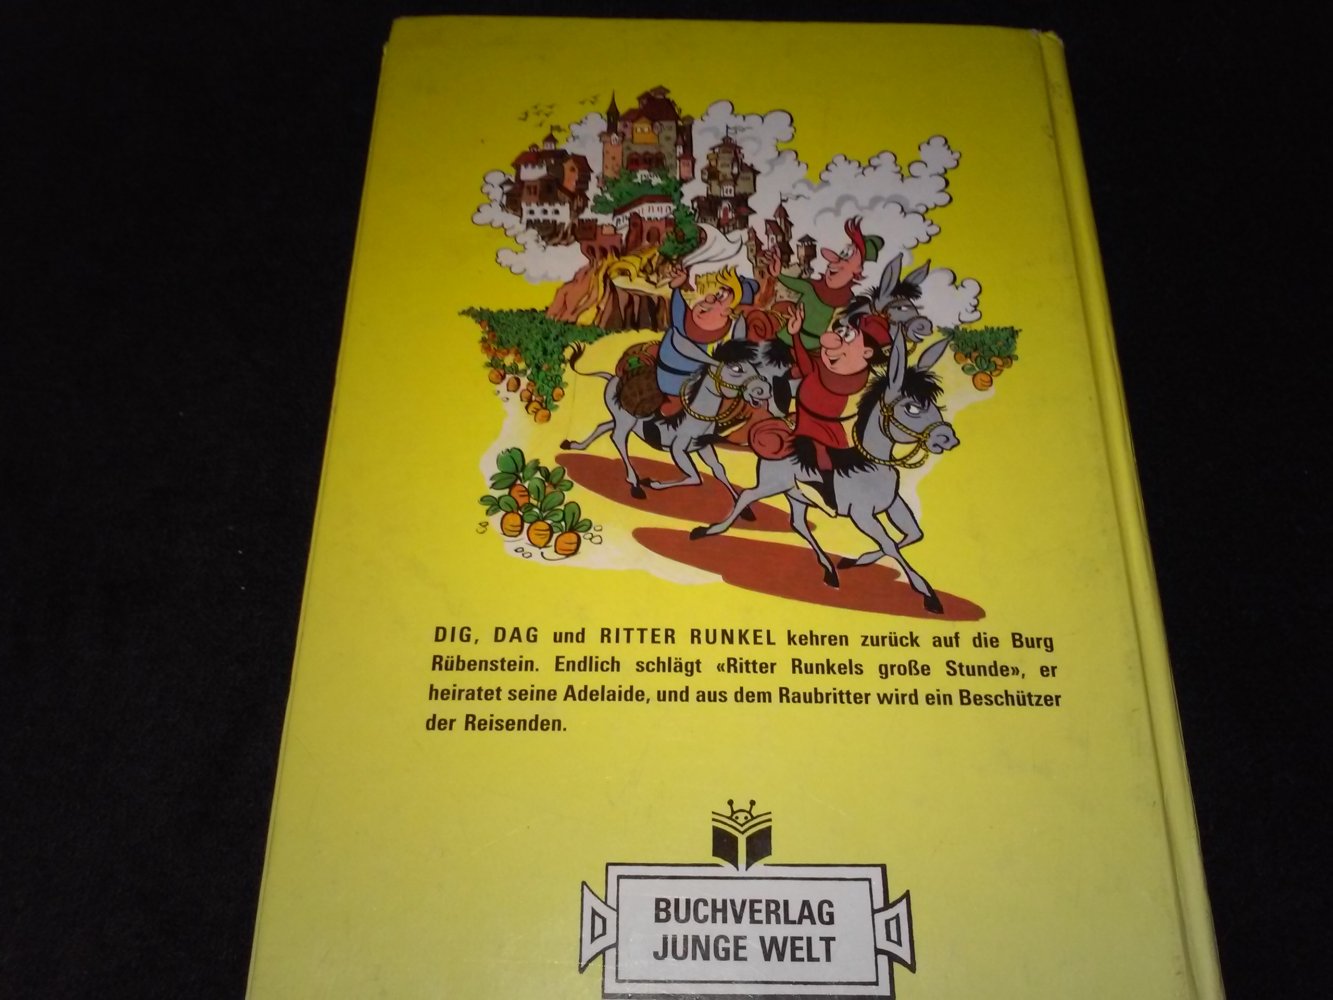 DIG, DAG und RITTER RUNKEL kehren zurück auf die Burg
Rübenstein. Endlich schlägt «Ritter Runkels große Stunde», er
heiratet seine Adelaide, und aus dem Raubritter wird ein Beschützer
der Reisenden.
BUCHVERLAG
JUNGE WELT